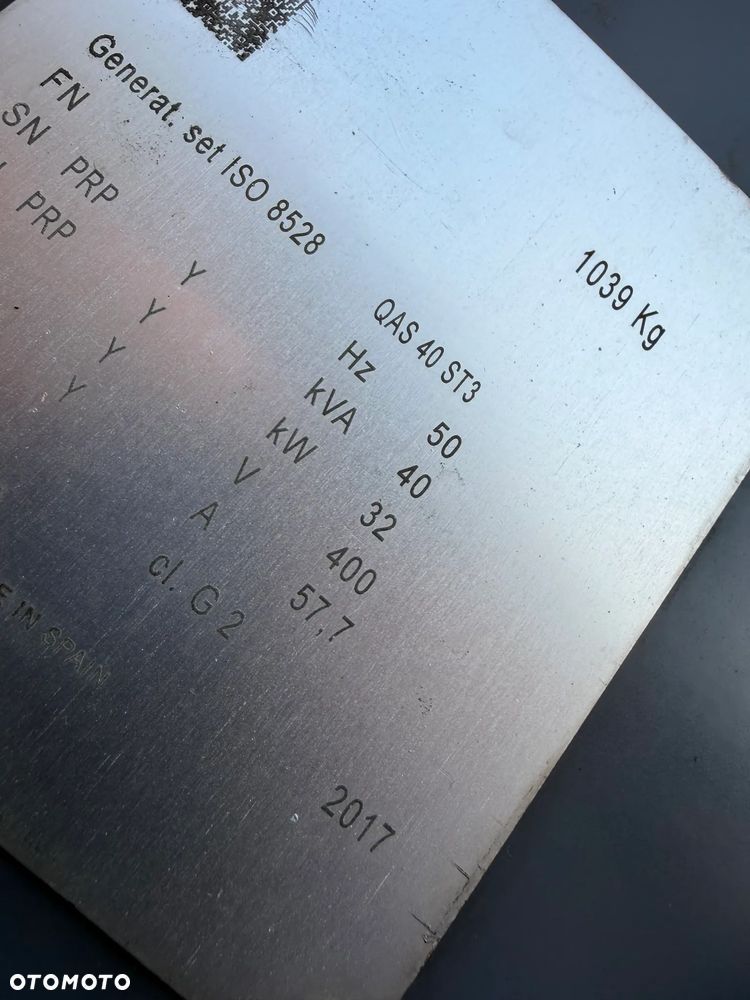 1039 Kg
Generat. set ISO 8528 QAS 40 ST3
FN Hz 50
SN PRP Y kVA 40
PRP Y kW 32
Y V 400
Y A 57,7
cl. G 2
IN SPAIN
2017
OTOMOTO